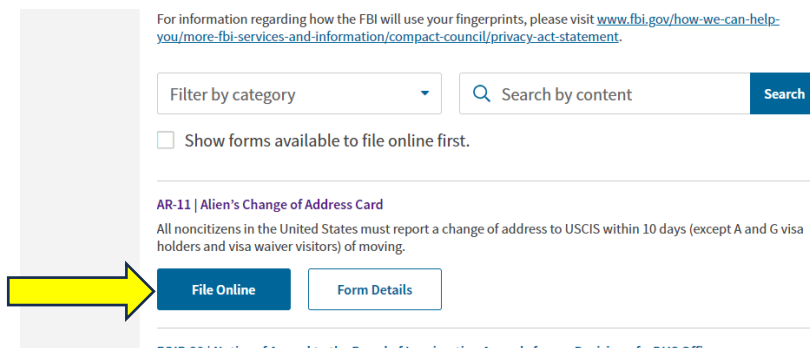 For information regarding how the FBI will use your fingerprints, please visit www.fbi.gov/how-we-can-help-
you/more-fbi-services-and-information/compact-council/privacy-act-statement.
Filter by category
Search by content
Search
Show forms available to file online first.
AR-11 | Alien's Change of Address Card
All noncitizens in the United States must report a change of address to USCIS within 10 days (except A and G visa
holders and visa waiver visitors) of moving.
File Online
Form Details